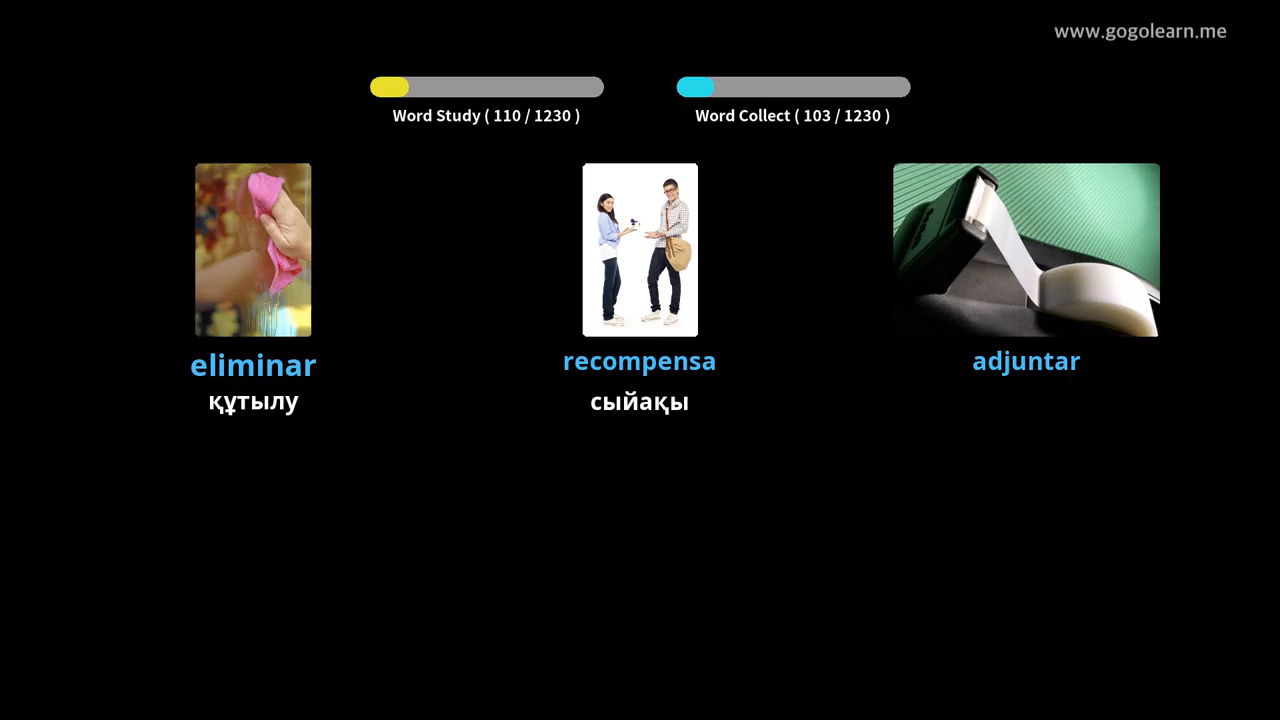 www.gogolearn.me
Word Study ( 110 / 1230 )
Word Collect ( 103 / 1230 )
eliminar
құтылу
recompensa
сыйақы
adjuntar